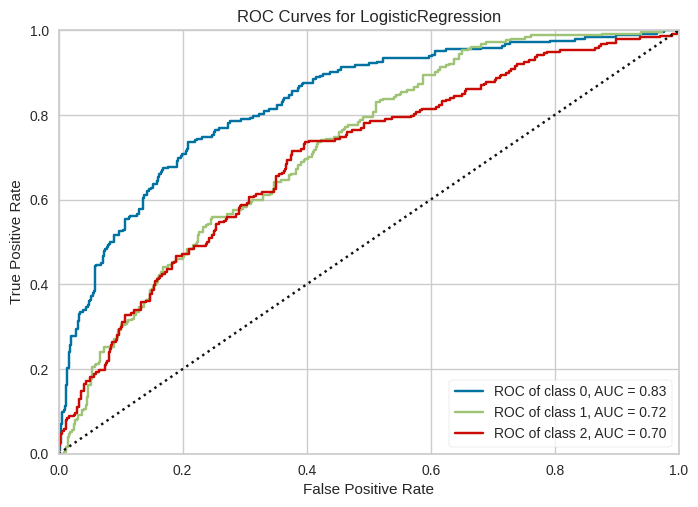 ROC Curves for LogisticRegression
True Positive Rate
1.0
0.8
0.6
0.4
0.2
0.0
ROC of class 0, AUC = 0.83
ROC of class 1, AUC = 0.72
ROC of class 2, AUC = 0.70
0.0 0.2 0.4 0.6 0.8 1.0
False Positive Rate